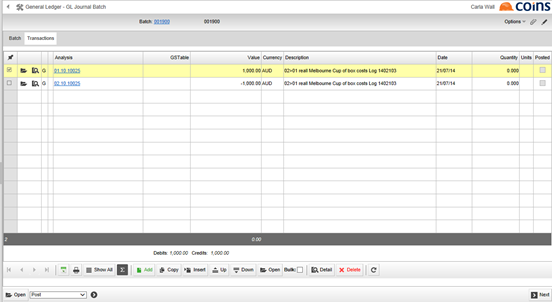 General Ledger - GL Journal Batch
Carla Wall
coins
Batch: 001900 001900
Options
Batch Transactions
Analysis GSTable Value Currency Description Date Quantity Units Posted
G 01.10.10025 1,000.00 AUD 02>01 reall Melbourne Cup of box costs Log 1402103 21/07/14 0.000
G 02.10.10025 -1,000.00 AUD 02>01 reall Melbourne Cup of box costs Log 1402103 21/07/14 0.000
2 0.00
Debits: 1,000.00 Credits: 1,000.00
Show All Σ Add Copy Insert Up Down Open Bulk: Detail Delete
Open Post Next